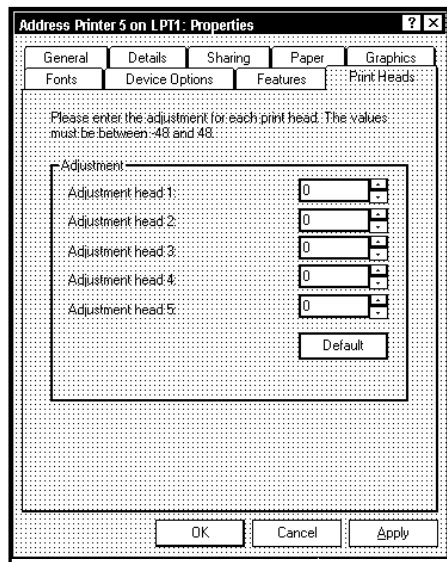 Address Printer 5 on LPT1: Properties
General Details Sharing Paper Graphics
Fonts Device Options Features Print Heads
Please enter the adjustment for each print head. The values
must be between -48 and 48.
Adjustment
Adjustment head 1: 0
Adjustment head 2: 0
Adjustment head 3: 0
Adjustment head 4: 0
Adjustment head 5: 0
Default
OK Cancel Apply